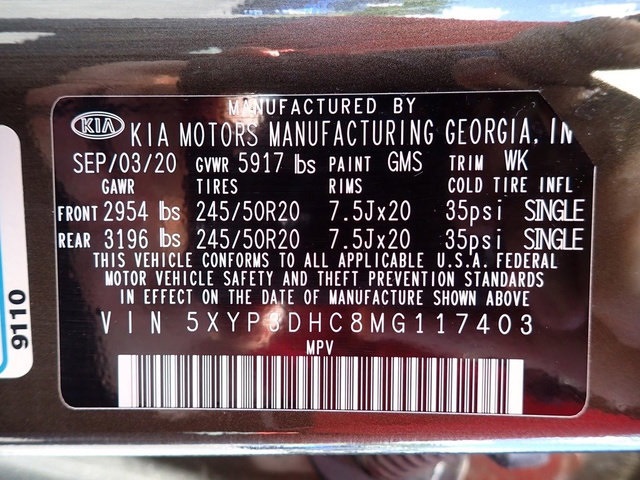 MANUFACTURED BY
KIA KIA MOTORS MANUFACTURING GEORGIA, IN
SEP/03/20 GVWR 5917 lbs PAINT GMS TRIM WK
GAWR TIRES RIMS COLD TIRE INFL
FRONT 2954 lbs 245/50R20 7.5Jx20 35psi SINGLE
REAR 3196 lbs 245/50R20 7.5Jx20 35psi SINGLE
THIS VEHICLE CONFORMS TO ALL APPLICABLE U.S.A. FEDERAL
MOTOR VEHICLE SAFETY AND THEFT PREVENTION STANDARDS
IN EFFECT ON THE DATE OF MANUFACTURE SHOWN ABOVE
VIN 5XYP3DHC8MG117403
MPV
9110